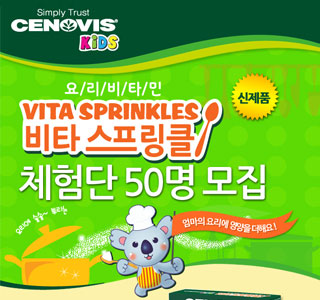 Simply Trust
CENOVIS
KiDS
요/리/비/타/민
VITA SPRINKLES
비타 스프링클
신제품
체험단 50명 모집
엄마의 요리에 영양을 더해요!